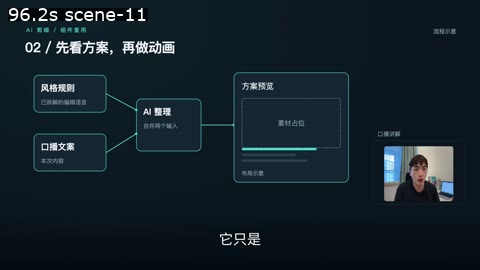 96.2s scene-11
AI 剪辑 / 组件复用
流程示意
02 / 先看方案，再做动画
风格规则
已拆解的编辑语言
口播文案
本次内容
AI 整理
合并两个输入
方案预览
素材占位
布局示意
口播讲解
它只是